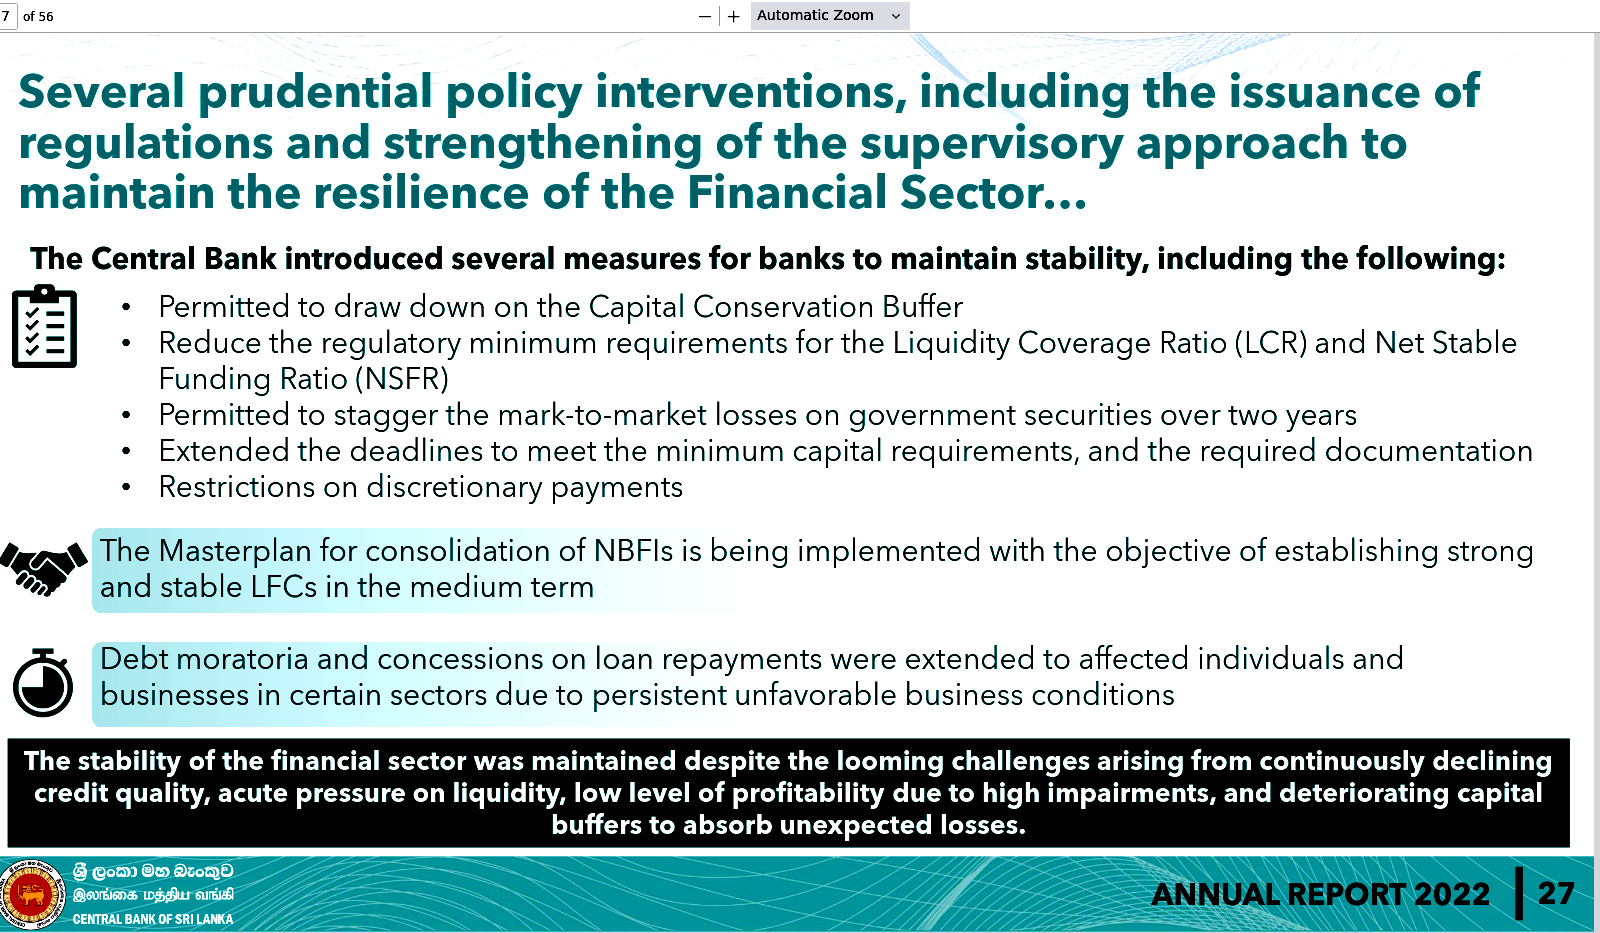 7 of 56 − + Automatic Zoom
Several prudential policy interventions, including the issuance of
regulations and strengthening of the supervisory approach to
maintain the resilience of the Financial Sector...
The Central Bank introduced several measures for banks to maintain stability, including the following:
• Permitted to draw down on the Capital Conservation Buffer
• Reduce the regulatory minimum requirements for the Liquidity Coverage Ratio (LCR) and Net Stable
Funding Ratio (NSFR)
• Permitted to stagger the mark-to-market losses on government securities over two years
• Extended the deadlines to meet the minimum capital requirements, and the required documentation
• Restrictions on discretionary payments
The Masterplan for consolidation of NBFIs is being implemented with the objective of establishing strong
and stable LFCs in the medium term
Debt moratoria and concessions on loan repayments were extended to affected individuals and
businesses in certain sectors due to persistent unfavorable business conditions
The stability of the financial sector was maintained despite the looming challenges arising from continuously declining
credit quality, acute pressure on liquidity, low level of profitability due to high impairments, and deteriorating capital
buffers to absorb unexpected losses.
ශ්‍රී ලංකා මහ බැංකුව
இலங்கை மத்திய வங்கி
CENTRAL BANK OF SRI LANKA
ANNUAL REPORT 2022 27